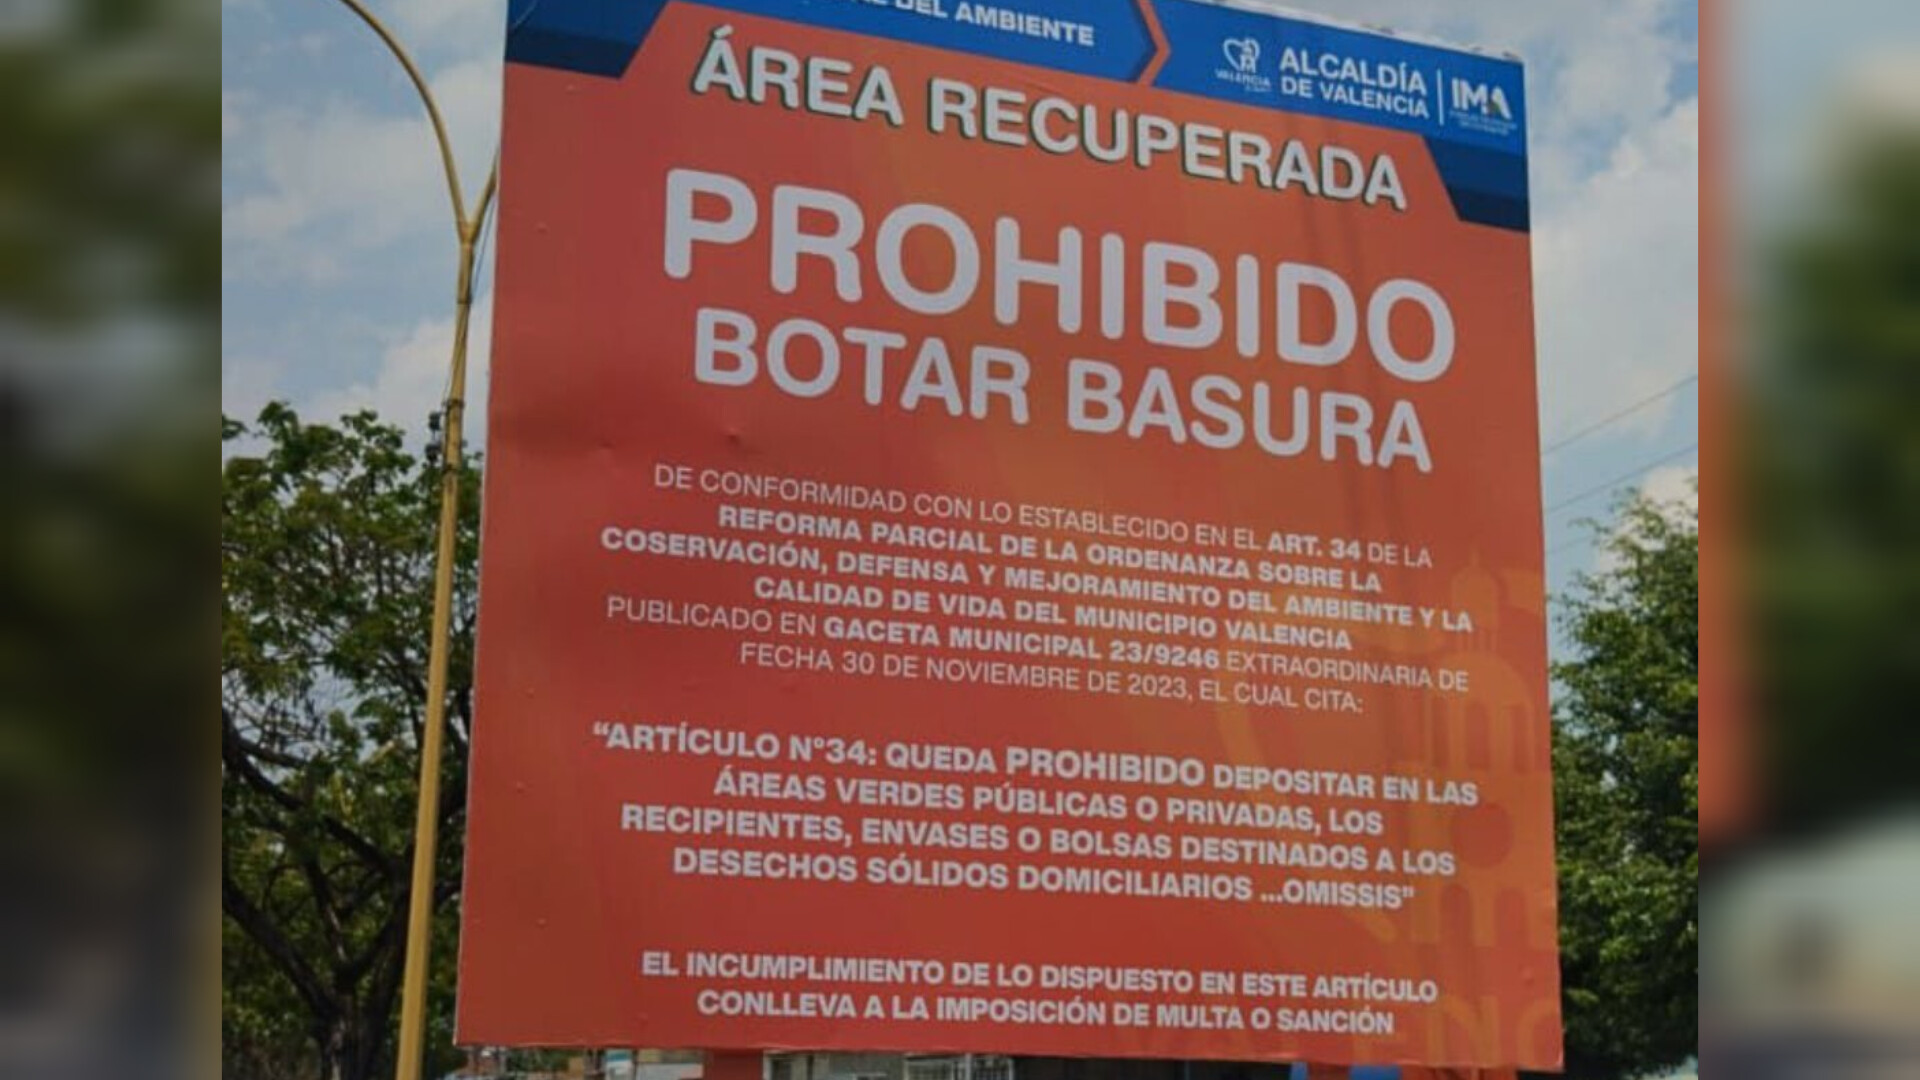 DEL AMBIENTE
VALENCIA
ALCALDÍA
DE VALENCIA
IMA
ÁREA RECUPERADA
PROHIBIDO
BOTAR BASURA
DE CONFORMIDAD CON LO ESTABLECIDO EN EL ART. 34 DE LA
REFORMA PARCIAL DE LA ORDENANZA SOBRE LA
COSERVACIÓN, DEFENSA Y MEJORAMIENTO DEL AMBIENTE Y LA
CALIDAD DE VIDA DEL MUNICIPIO VALENCIA
PUBLICADO EN GACETA MUNICIPAL 23/9246 EXTRAORDINARIA DE
FECHA 30 DE NOVIEMBRE DE 2023, EL CUAL CITA:
“ARTÍCULO N°34: QUEDA PROHIBIDO DEPOSITAR EN LAS
ÁREAS VERDES PÚBLICAS O PRIVADAS, LOS
RECIPIENTES, ENVASES O BOLSAS DESTINADOS A LOS
DESECHOS SÓLIDOS DOMICILIARIOS ...OMISSIS"
EL INCUMPLIMIENTO DE LO DISPUESTO EN ESTE ARTÍCULO
CONLLEVA A LA IMPOSICIÓN DE MULTA O SANCIÓN